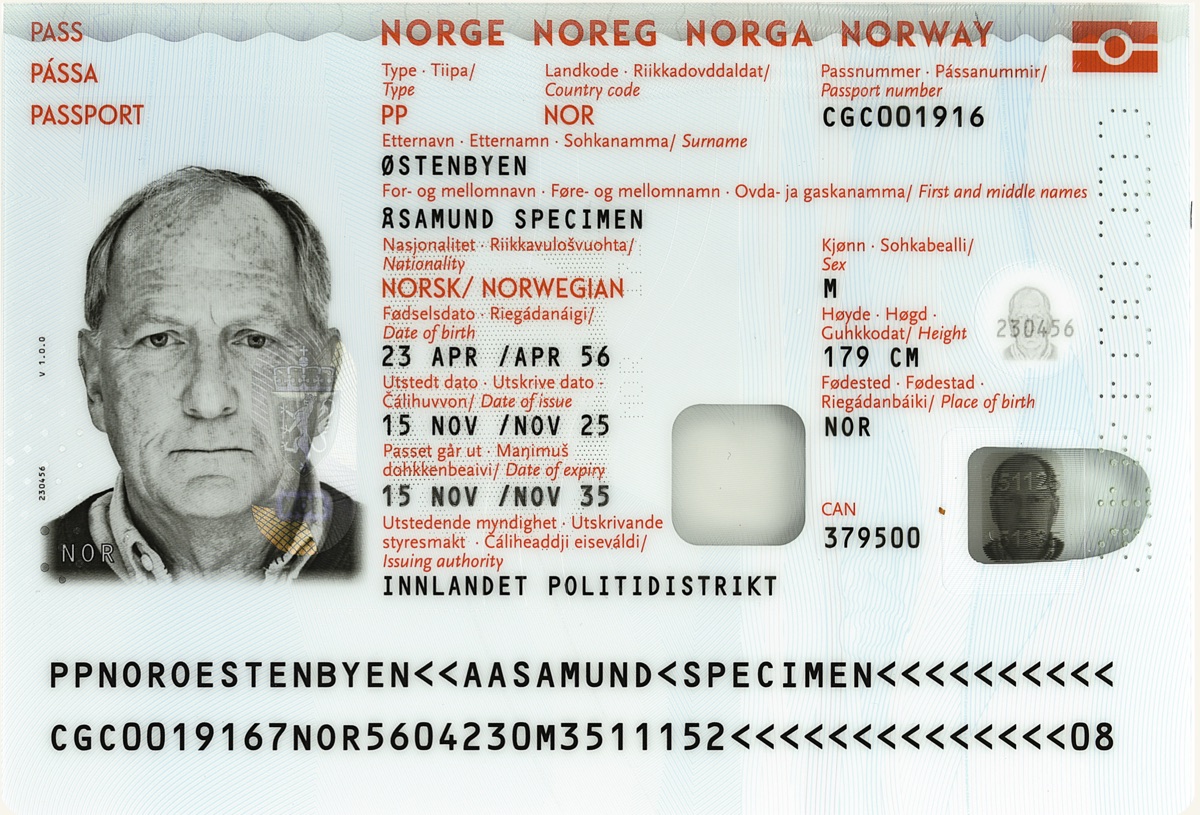 PASS
PÁSSA
PASSPORT
NORGE NOREG NORGA NORWAY
Type · Tiipa/
Type
PP
Landkode · Riikkadovddaldat/
Country code
NOR
Passnummer · Pássanummir/
Passport number
CGC001916
Etternavn · Etternamn · Sohkanamma/ Surname
ØSTENBYEN
For- og mellomnavn · Føre- og mellomnamn · Ovda- ja gaskanamma/ First and middle names
ÅSAMUND SPECIMEN
Nasjonalitet · Riikkavulošvuohta/
Nationality
NORSK/ NORWEGIAN
Kjønn · Sohkabealli/
Sex
M
Fødselsdato · Riegádanáigi/
Date of birth
23 APR /APR 56
Høyde · Høgd ·
Guhkkodat/ Height
179 CM
230456
Utstedt dato · Utskrive dato ·
Čálihuvvon/ Date of issue
15 NOV /NOV 25
Fødested · Fødestad ·
Riegádanbáiki/ Place of birth
NOR
Passet går ut · Maŋimuš
dohkkenbeaivi/ Date of expiry
15 NOV /NOV 35
CAN
379500
Utstedende myndighet · Utskrivande
styresmakt · Čáliheaddji eiseváldi/
Issuing authority
INNLANDET POLITIDISTRIKT
V 1.0.0
230456
NOR
PPNOROESTENBYEN<<AASAMUND<SPECIMEN<<<<<<<<<<
CGC0019167NOR5604230M3511152<<<<<<<<<<<<<<08